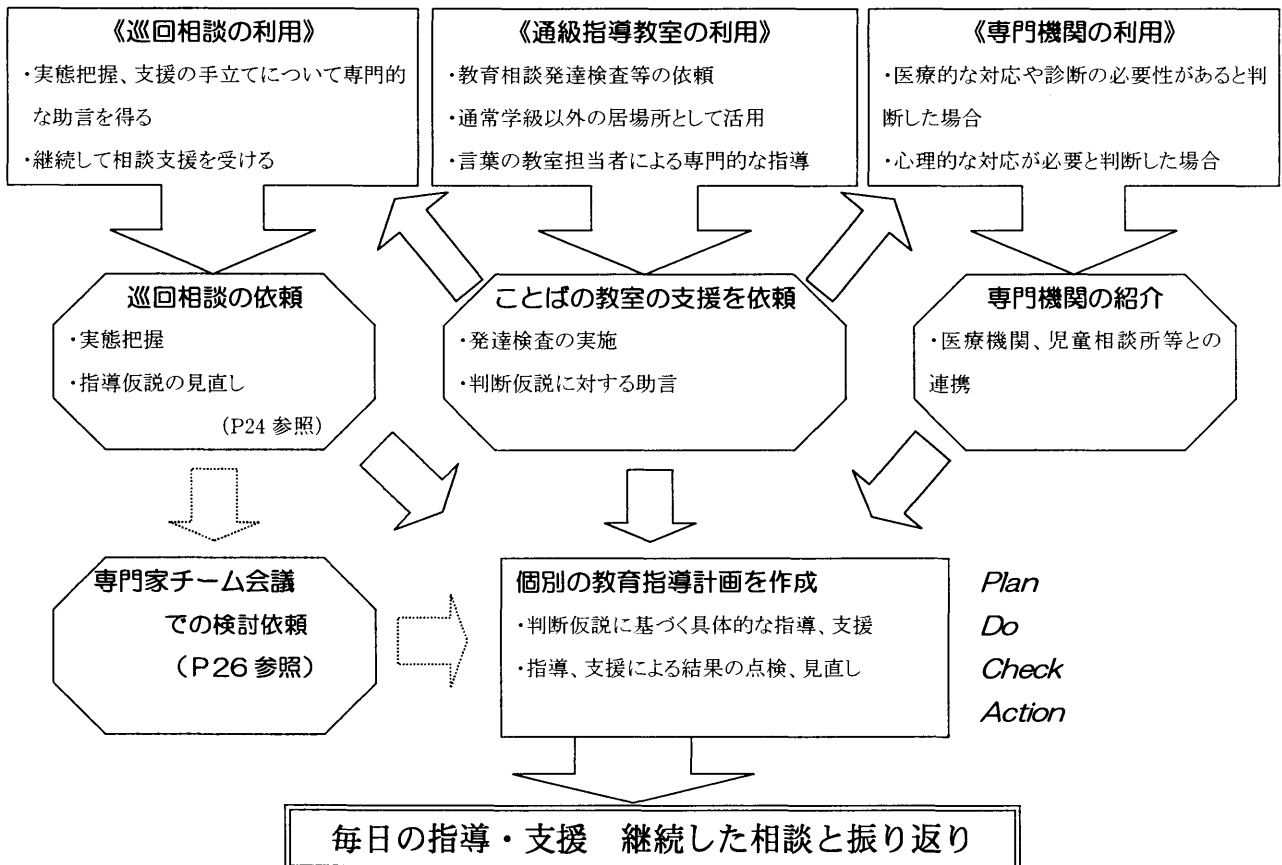 《巡回相談の利用》
・実態把握、支援の手立てについて専門的
な助言を得る
・継続して相談支援を受ける
《通級指導教室の利用》
・教育相談発達検査等の依頼
・通常学級以外の居場所として活用
・言葉の教室担当者による専門的な指導
《専門機関の利用》
・医療的な対応や診断の必要性があると判
断した場合
・心理的な対応が必要と判断した場合
巡回相談の依頼
・実態把握
・指導仮説の見直し
（P24 参照）
ことばの教室の支援を依頼
・発達検査の実施
・判断仮説に対する助言
専門機関の紹介
・医療機関、児童相談所等との
連携
専門家チーム会議
での検討依頼
（P26 参照）
個別の教育指導計画を作成
・判断仮説に基づく具体的な指導、支援
・指導、支援による結果の点検、見直し
Plan
Do
Check
Action
毎日の指導・支援　継続した相談と振り返り